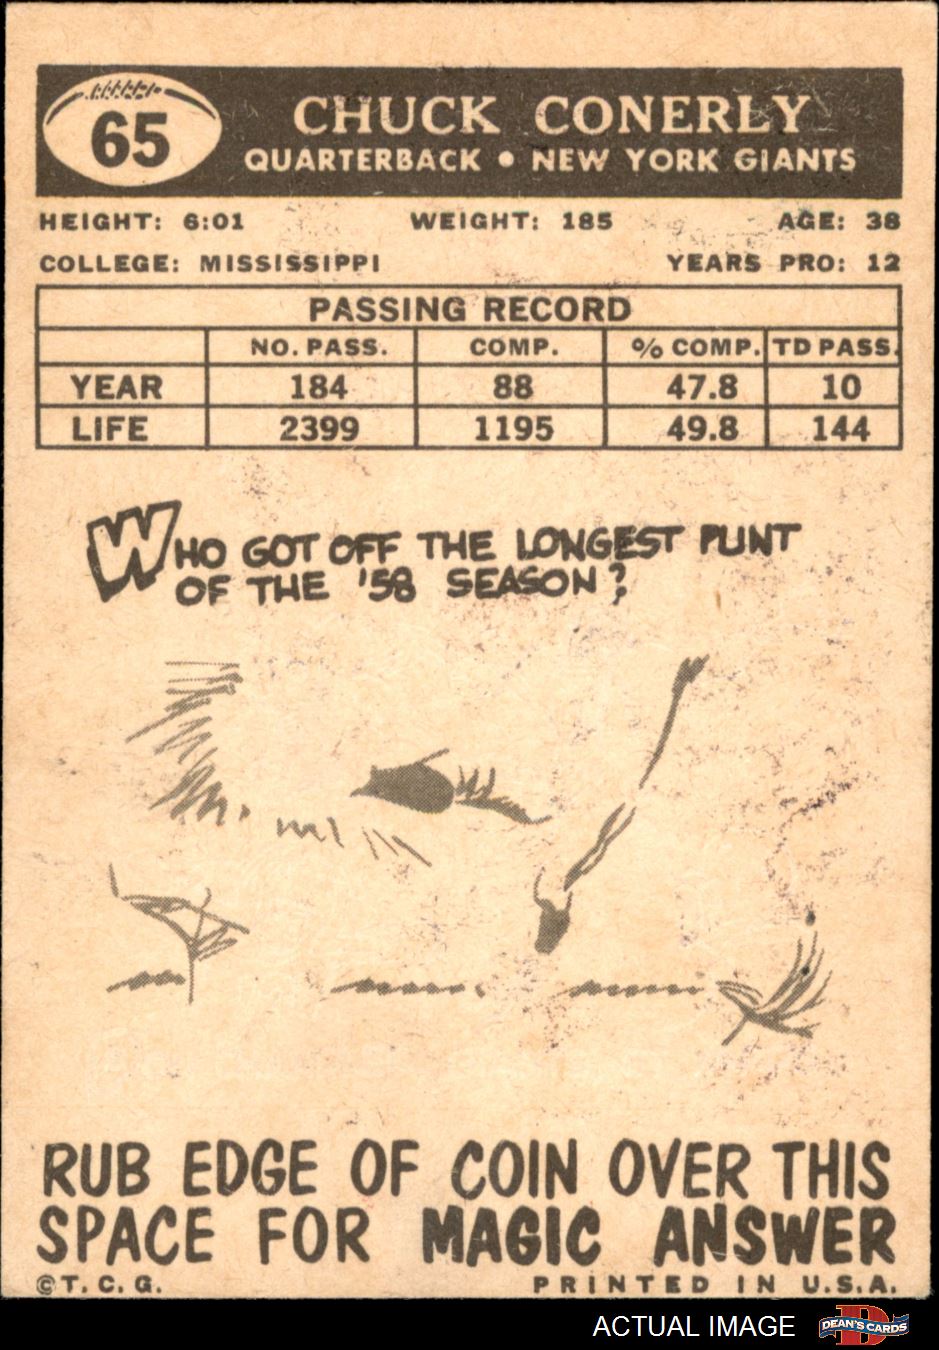 65
CHUCK CONERLY
QUARTERBACK • NEW YORK GIANTS
HEIGHT: 6:01 WEIGHT: 185 AGE: 38
COLLEGE: MISSISSIPPI YEARS PRO: 12
PASSING RECORD
NO. PASS. COMP. % COMP. TD PASS.
YEAR 184 88 47.8 10
LIFE 2399 1195 49.8 144
WHO GOT OFF THE LONGEST PUNT
OF THE '58 SEASON?
RUB EDGE OF COIN OVER THIS
SPACE FOR MAGIC ANSWER
©T.C.G. PRINTED IN U.S.A.
ACTUAL IMAGE
D
DEAN'S CARDS